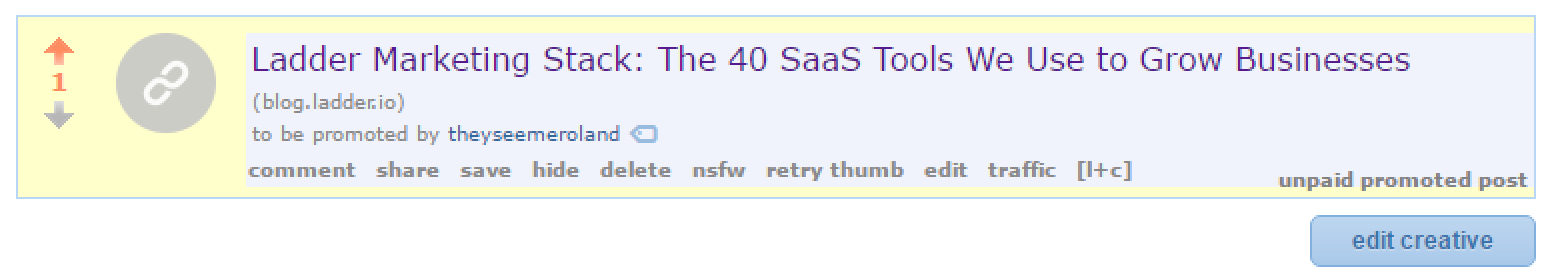 Ladder Marketing Stack: The 40 SaaS Tools We Use to Grow Businesses
1
(blog.ladder.io)
to be promoted by theyseemeroland
comment share save hide delete nsfw retry thumb edit traffic [l+c]
unpaid promoted post
edit creative